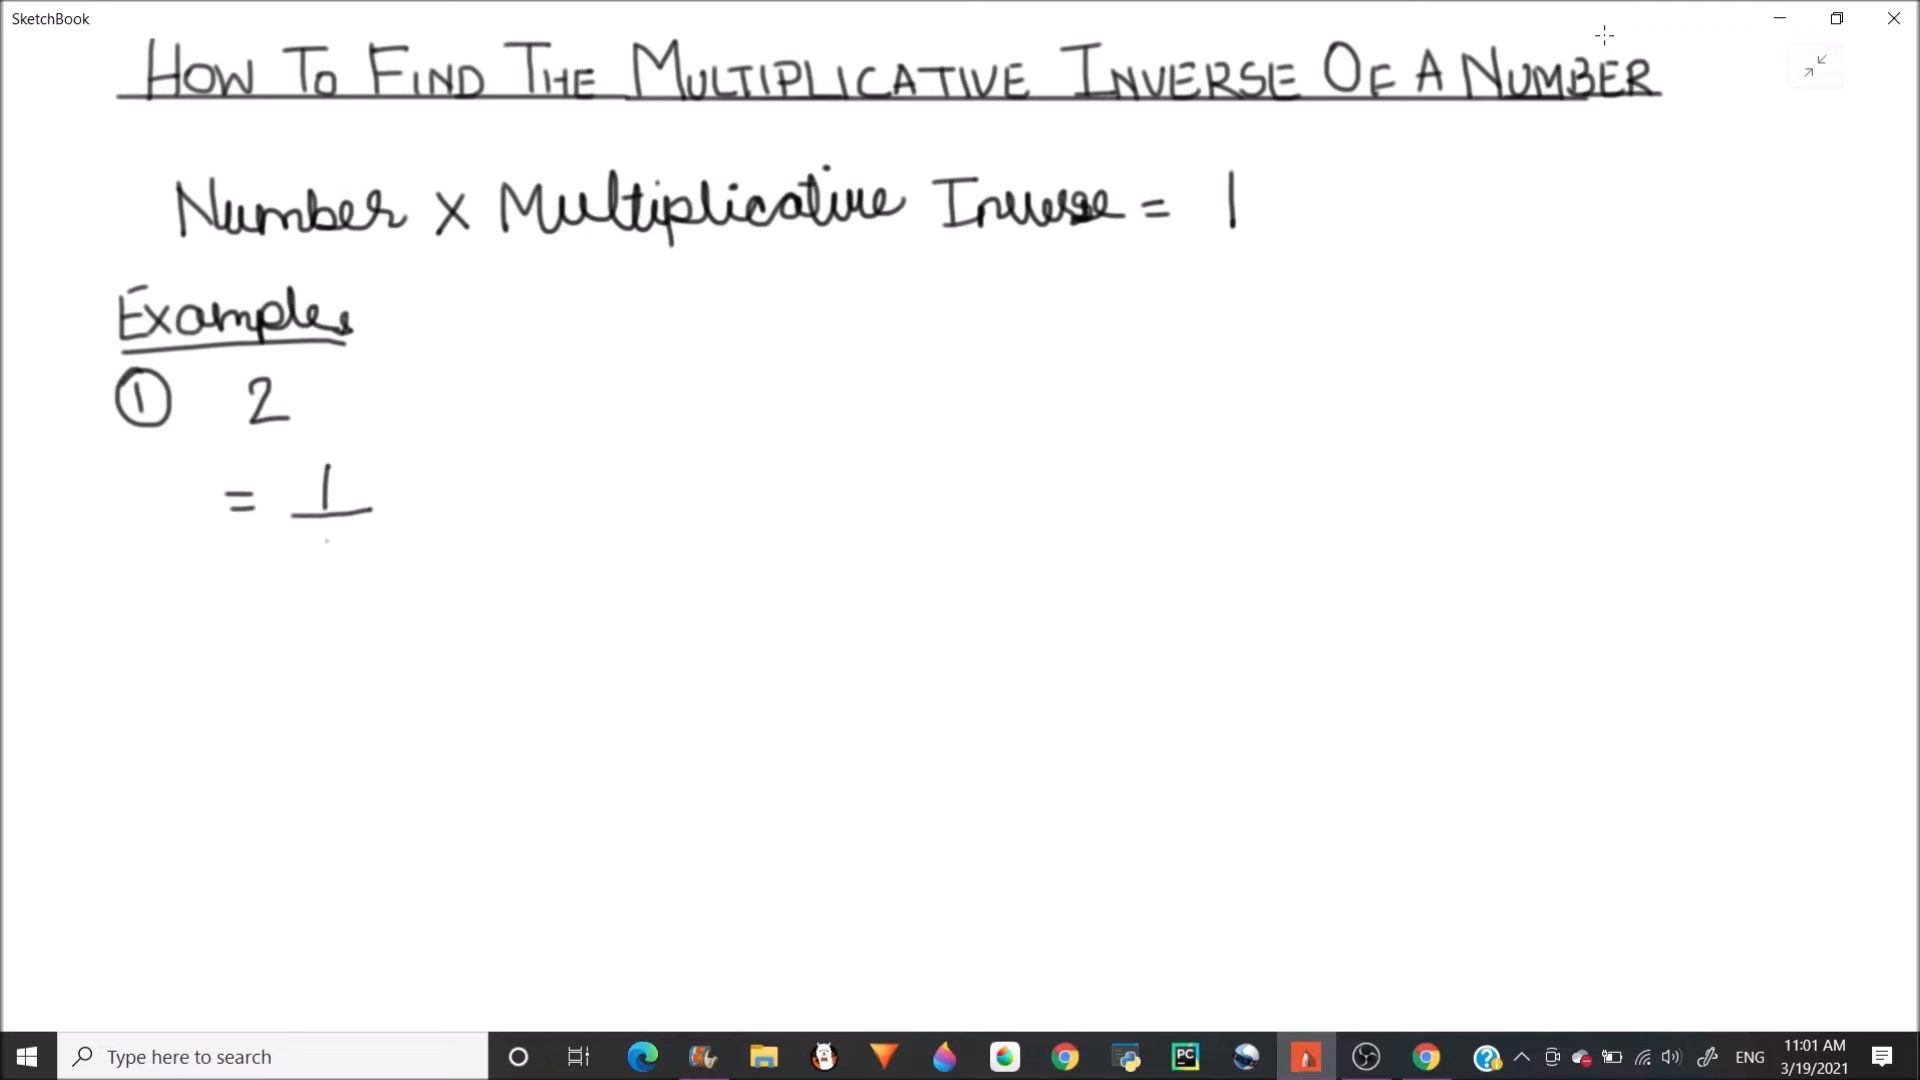 SketchBook
HOW TO FIND THE MULTIPLICATIVE INVERSE OF A NUMBER
Number x Multiplicative Inverse = 1
Examples
① 2
= 1
Type here to search
PC
ENG
11:01 AM
3/19/2021